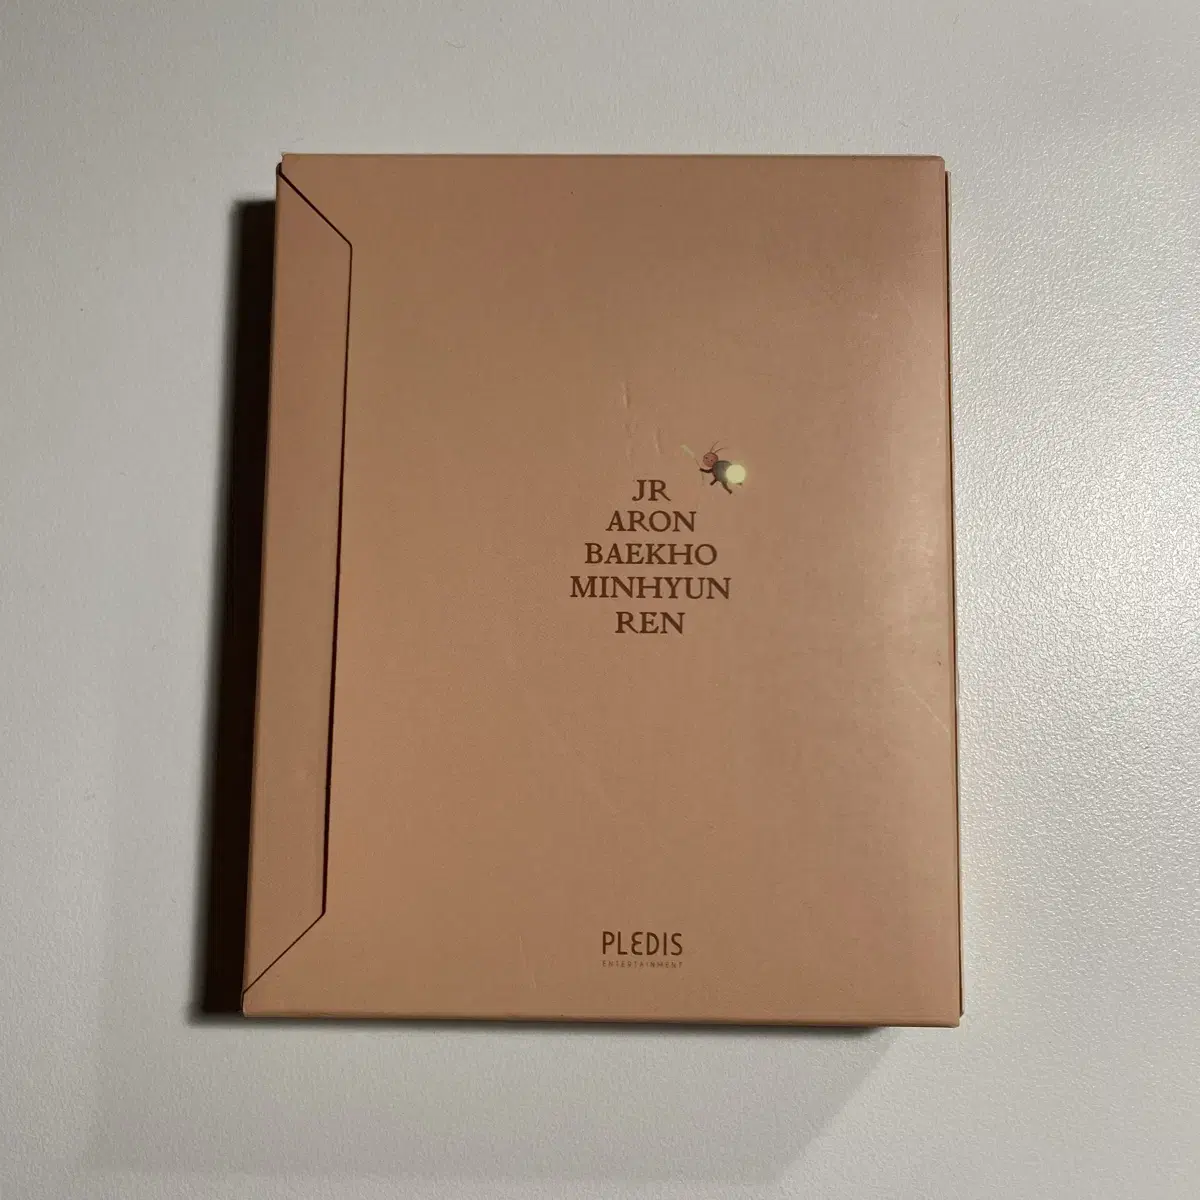 JR
ARON
BAEKHO
MINHYUN
REN
PLEDIS
ENTERTAINMENT